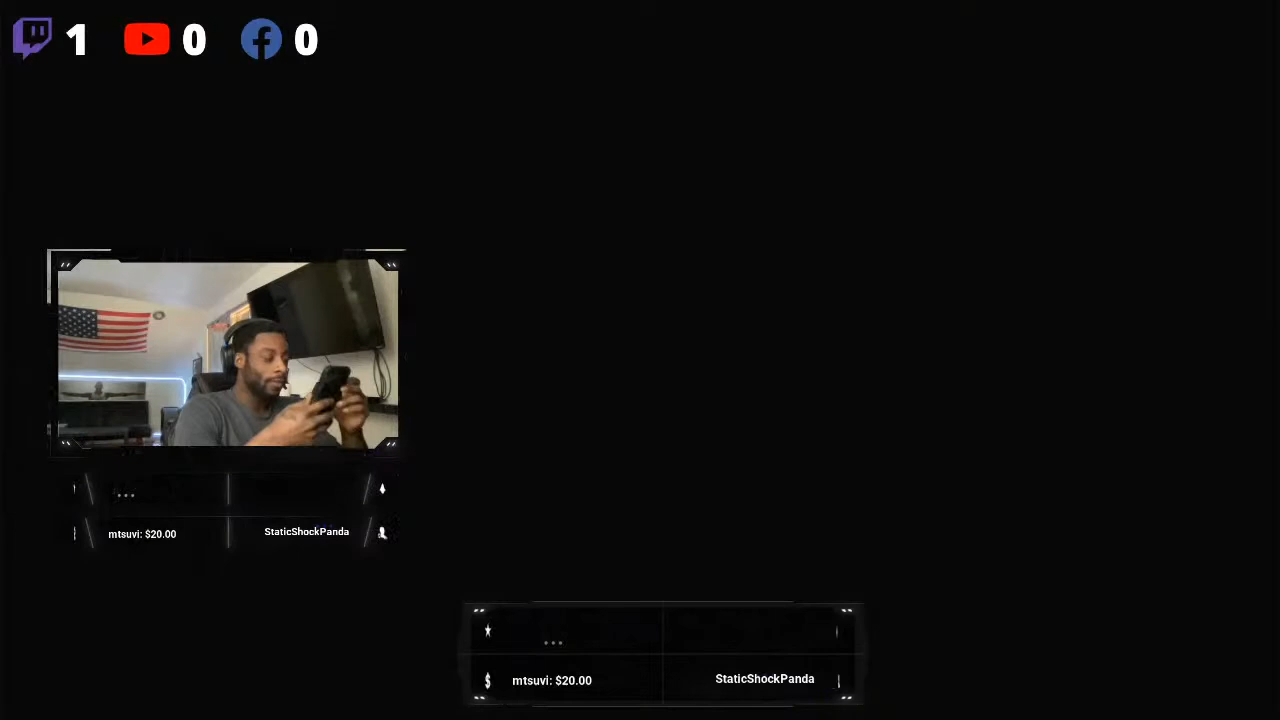 1 0 0
...
mtsuvi: $20.00 StaticShockPanda
...
$ mtsuvi: $20.00 StaticShockPanda